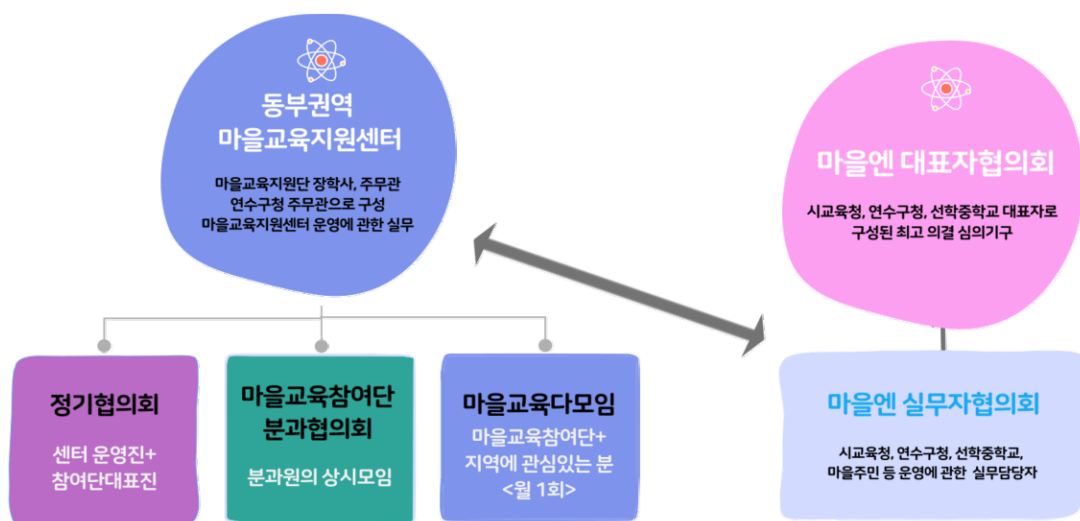 동부권역
마을교육지원센터
마을교육지원단 장학사, 주무관
연수구청 주무관으로 구성
마을교육지원센터 운영에 관한 실무
마을엔 대표자협의회
시교육청, 연수구청, 선학중학교 대표자로
구성된 최고 의결 심의기구
정기협의회
센터 운영진+
참여단대표진
마을교육참여단
분과협의회
분과원의 상시모임
마을교육다모임
마을교육참여단+
지역에 관심있는 분
<월 1회>
마을엔 실무자협의회
시교육청, 연수구청, 선학중학교,
마을주민 등 운영에 관한 실무담당자